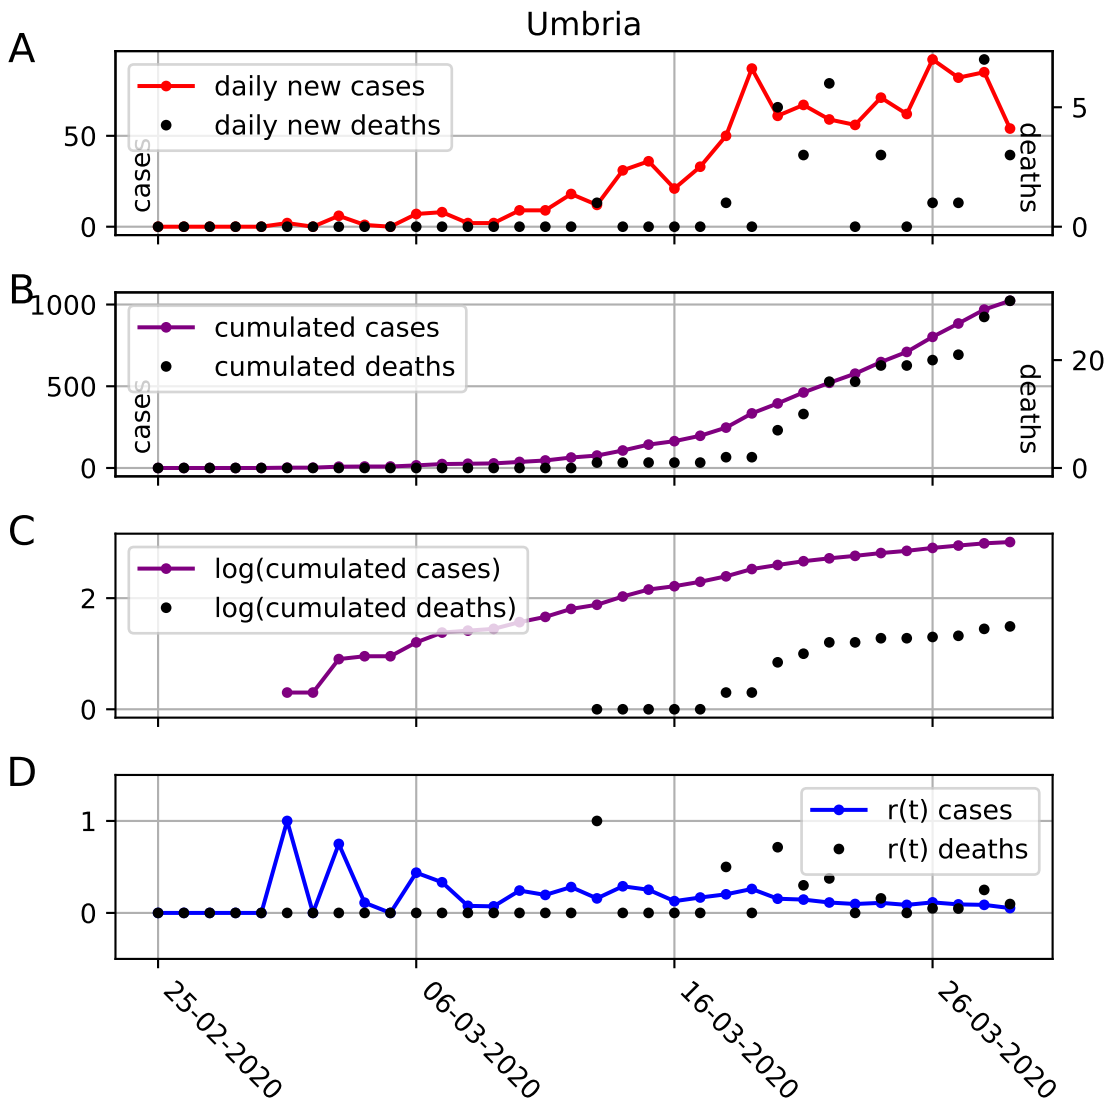 Umbria
A
daily new cases
daily new deaths
50
0
cases
5
0
deaths
B
cumulated cases
cumulated deaths
1000
500
0
cases
20
0
deaths
C
log(cumulated cases)
log(cumulated deaths)
2
0
D
r(t) cases
r(t) deaths
1
0
25-02-2020
06-03-2020
16-03-2020
26-03-2020